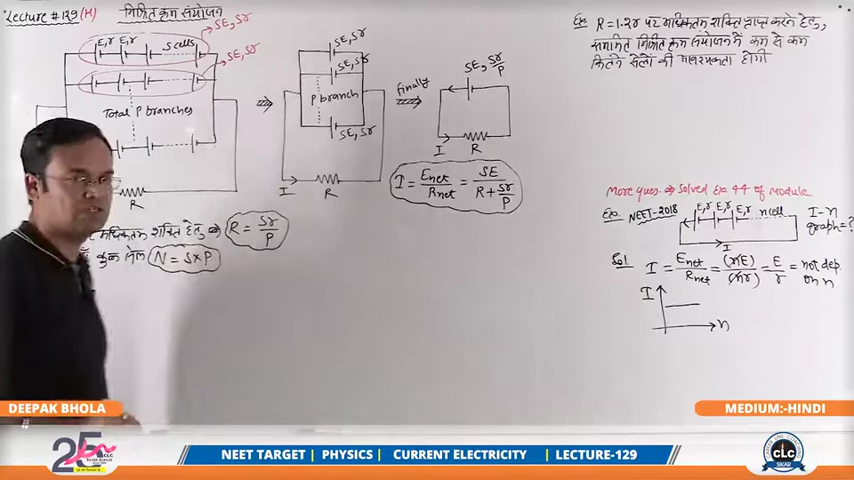 Lecture # 129 (H)
मिश्रित क्रम संयोजन
E,r E,r S cells
SE, Sr
SE, Sr
Total P branches
R
⇒
SE, Sr
SE, Sr
P branch
SE, Sr
I R
finally
⇒
SE, Sr/P
I R
I = Enet/Rnet = SE/(R + Sr/P)
अधिकतम शक्ति हेतु ⇒ R = Sr/P
कुल सेल N = S×P
Ex. R = 1.2r पर अधिकतम शक्ति प्राप्त करने हेतु,
मिश्रित क्रम संयोजन में कम से कम
कितने सेलों की आवश्यकता होगी
More ques. → Solved Ex. 44 of module
Exo. NEET-2018
E,r E,r E,r n cell
I
I-n
graph = ?
Sol I = Enet/Rnet = (nE)/(nr) = E/r = not dep. on n
I
n
DEEPAK BHOLA
MEDIUM:-HINDI
25 CLC
NEET TARGET | PHYSICS | CURRENT ELECTRICITY | LECTURE-129
CLC
SIKAR